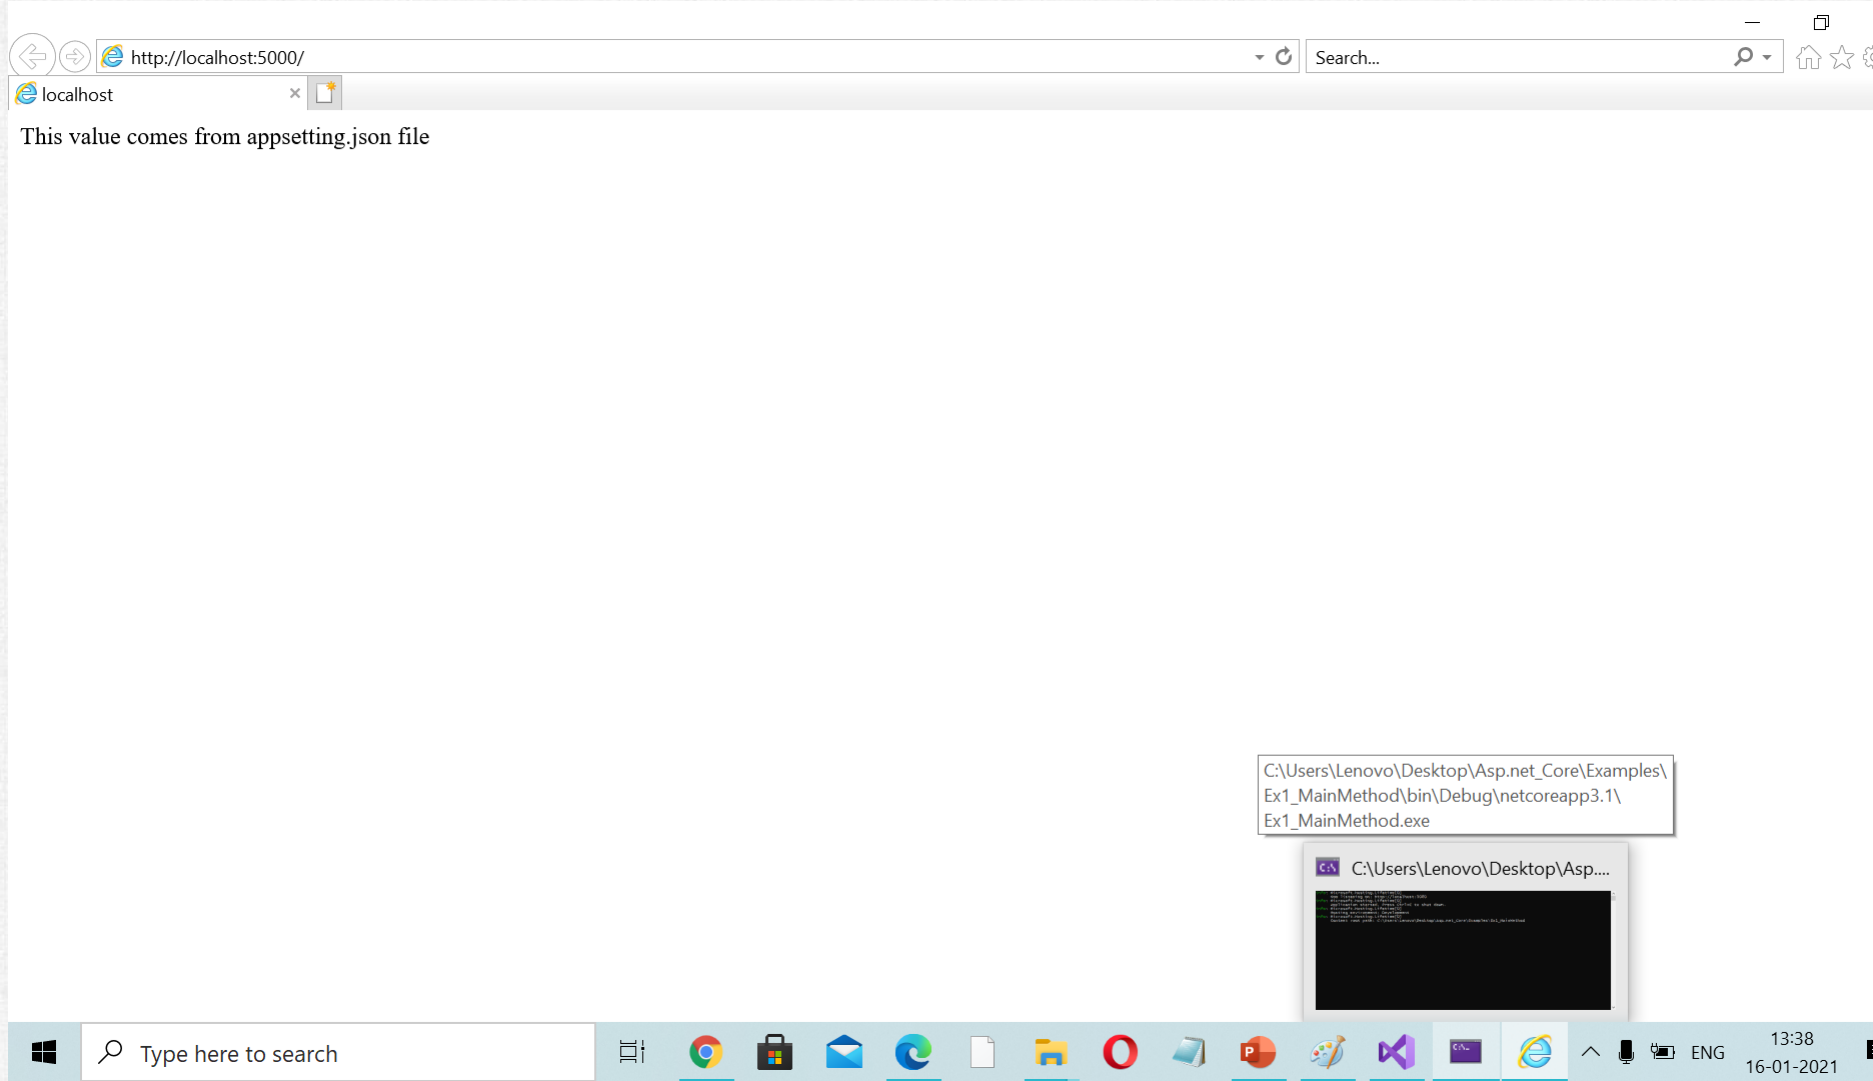 http://localhost:5000/
Search...
localhost
This value comes from appsetting.json file
C:\Users\Lenovo\Desktop\Asp.net_Core\Examples\
Ex1_MainMethod\bin\Debug\netcoreapp3.1\
Ex1_MainMethod.exe
C:\Users\Lenovo\Desktop\Asp....
Type here to search
ENG
13:38
16-01-2021